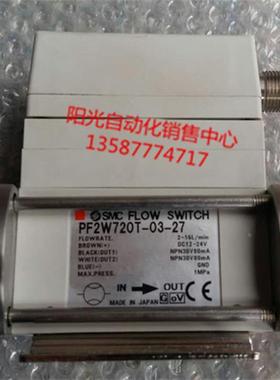 阳光自动化销售中心
13587774717
SMC FLOW SWITCH
PF2W720T-03-27
FLOWRATE. 2-16L/min
BROWN(+) DC12-24V
BLACK(OUT1) NPN30V80mA
WHITE(OUT2) NPN30V80mA
BLUE(-) GND
MAX.PRESS. 1MPa
IN OUT
MADE IN JAPAN